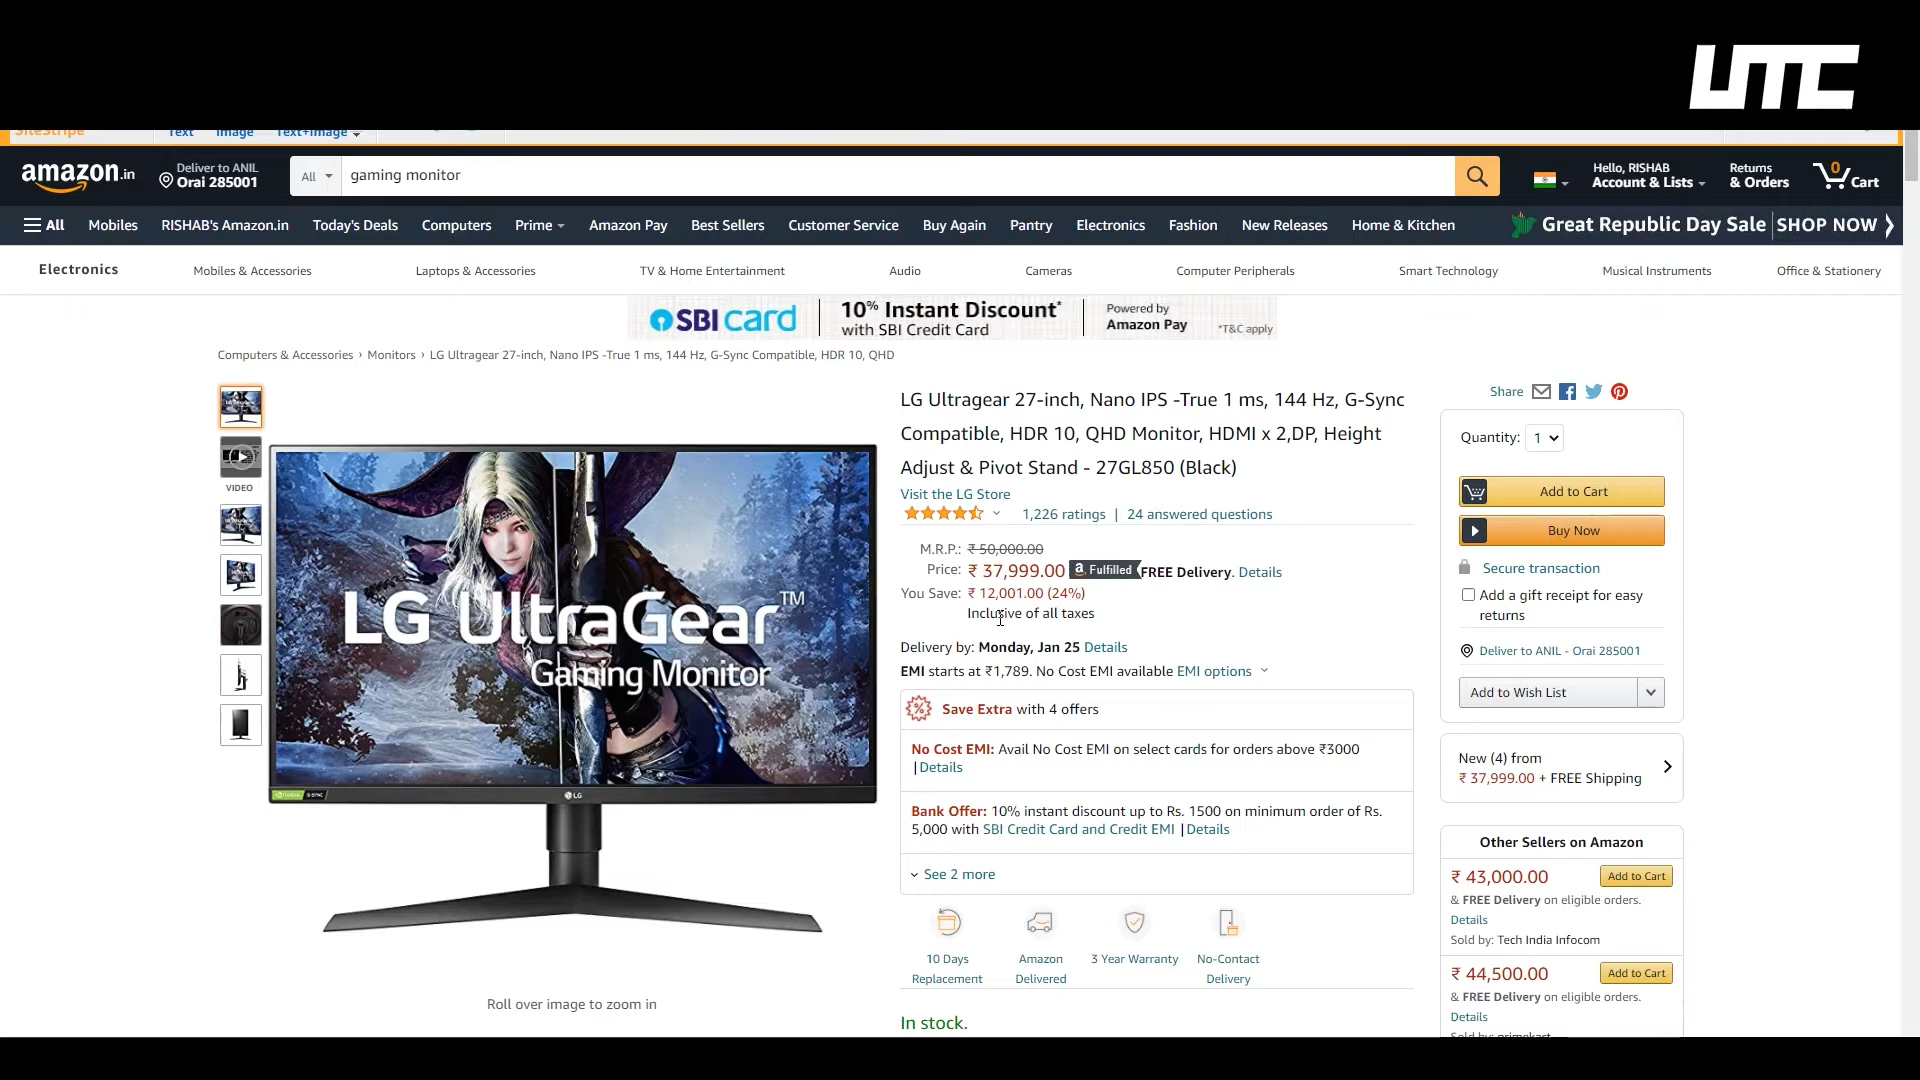 UTC
SiteStripe Text Image Text+Image
amazon.in Deliver to ANIL Orai 285001 All gaming monitor Hello, RISHAB Account & Lists Returns & Orders 0 Cart
All Mobiles RISHAB's Amazon.in Today's Deals Computers Prime Amazon Pay Best Sellers Customer Service Buy Again Pantry Electronics Fashion New Releases Home & Kitchen Great Republic Day Sale SHOP NOW
Electronics Mobiles & Accessories Laptops & Accessories TV & Home Entertainment Audio Cameras Computer Peripherals Smart Technology Musical Instruments Office & Stationery
SBI card 10% Instant Discount* with SBI Credit Card Powered by Amazon Pay *T&C apply
Computers & Accessories › Monitors › LG Ultragear 27-inch, Nano IPS -True 1 ms, 144 Hz, G-Sync Compatible, HDR 10, QHD
VIDEO
LG UltraGear™
Gaming Monitor
LG
Roll over image to zoom in
LG Ultragear 27-inch, Nano IPS -True 1 ms, 144 Hz, G-Sync
Compatible, HDR 10, QHD Monitor, HDMI x 2,DP, Height
Adjust & Pivot Stand - 27GL850 (Black)
Visit the LG Store
1,226 ratings | 24 answered questions
M.R.P.: ₹ 50,000.00
Price: ₹ 37,999.00 a Fulfilled FREE Delivery. Details
You Save: ₹ 12,001.00 (24%)
Inclusive of all taxes
Delivery by: Monday, Jan 25 Details
EMI starts at ₹1,789. No Cost EMI available EMI options
Save Extra with 4 offers
No Cost EMI: Avail No Cost EMI on select cards for orders above ₹3000
|Details
Bank Offer: 10% instant discount up to Rs. 1500 on minimum order of Rs.
5,000 with SBI Credit Card and Credit EMI |Details
See 2 more
10 Days Replacement
Amazon Delivered
3 Year Warranty
No-Contact Delivery
In stock.
Share
Quantity: 1
Add to Cart
Buy Now
Secure transaction
Add a gift receipt for easy
returns
Deliver to ANIL - Orai 285001
Add to Wish List
New (4) from
₹ 37,999.00 + FREE Shipping
Other Sellers on Amazon
₹ 43,000.00 Add to Cart
& FREE Delivery on eligible orders.
Details
Sold by: Tech India Infocom
₹ 44,500.00 Add to Cart
& FREE Delivery on eligible orders.
Details
Sold by: primekart